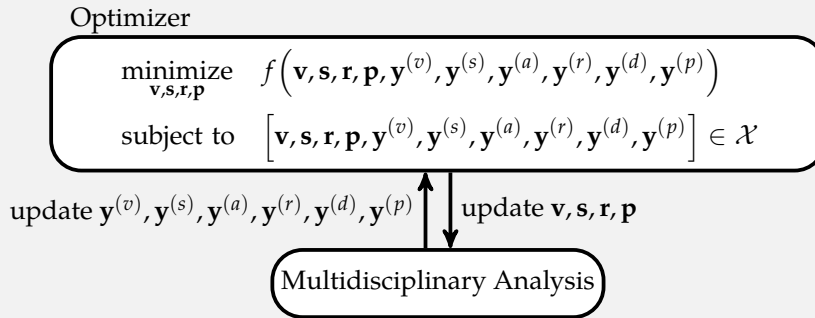 Optimizer
minimize f(v, s, r, p, y^(v), y^(s), y^(a), y^(r), y^(d), y^(p))
v,s,r,p
subject to [v, s, r, p, y^(v), y^(s), y^(a), y^(r), y^(d), y^(p)] ∈ 𝒳
update y^(v), y^(s), y^(a), y^(r), y^(d), y^(p)
update v, s, r, p
Multidisciplinary Analysis